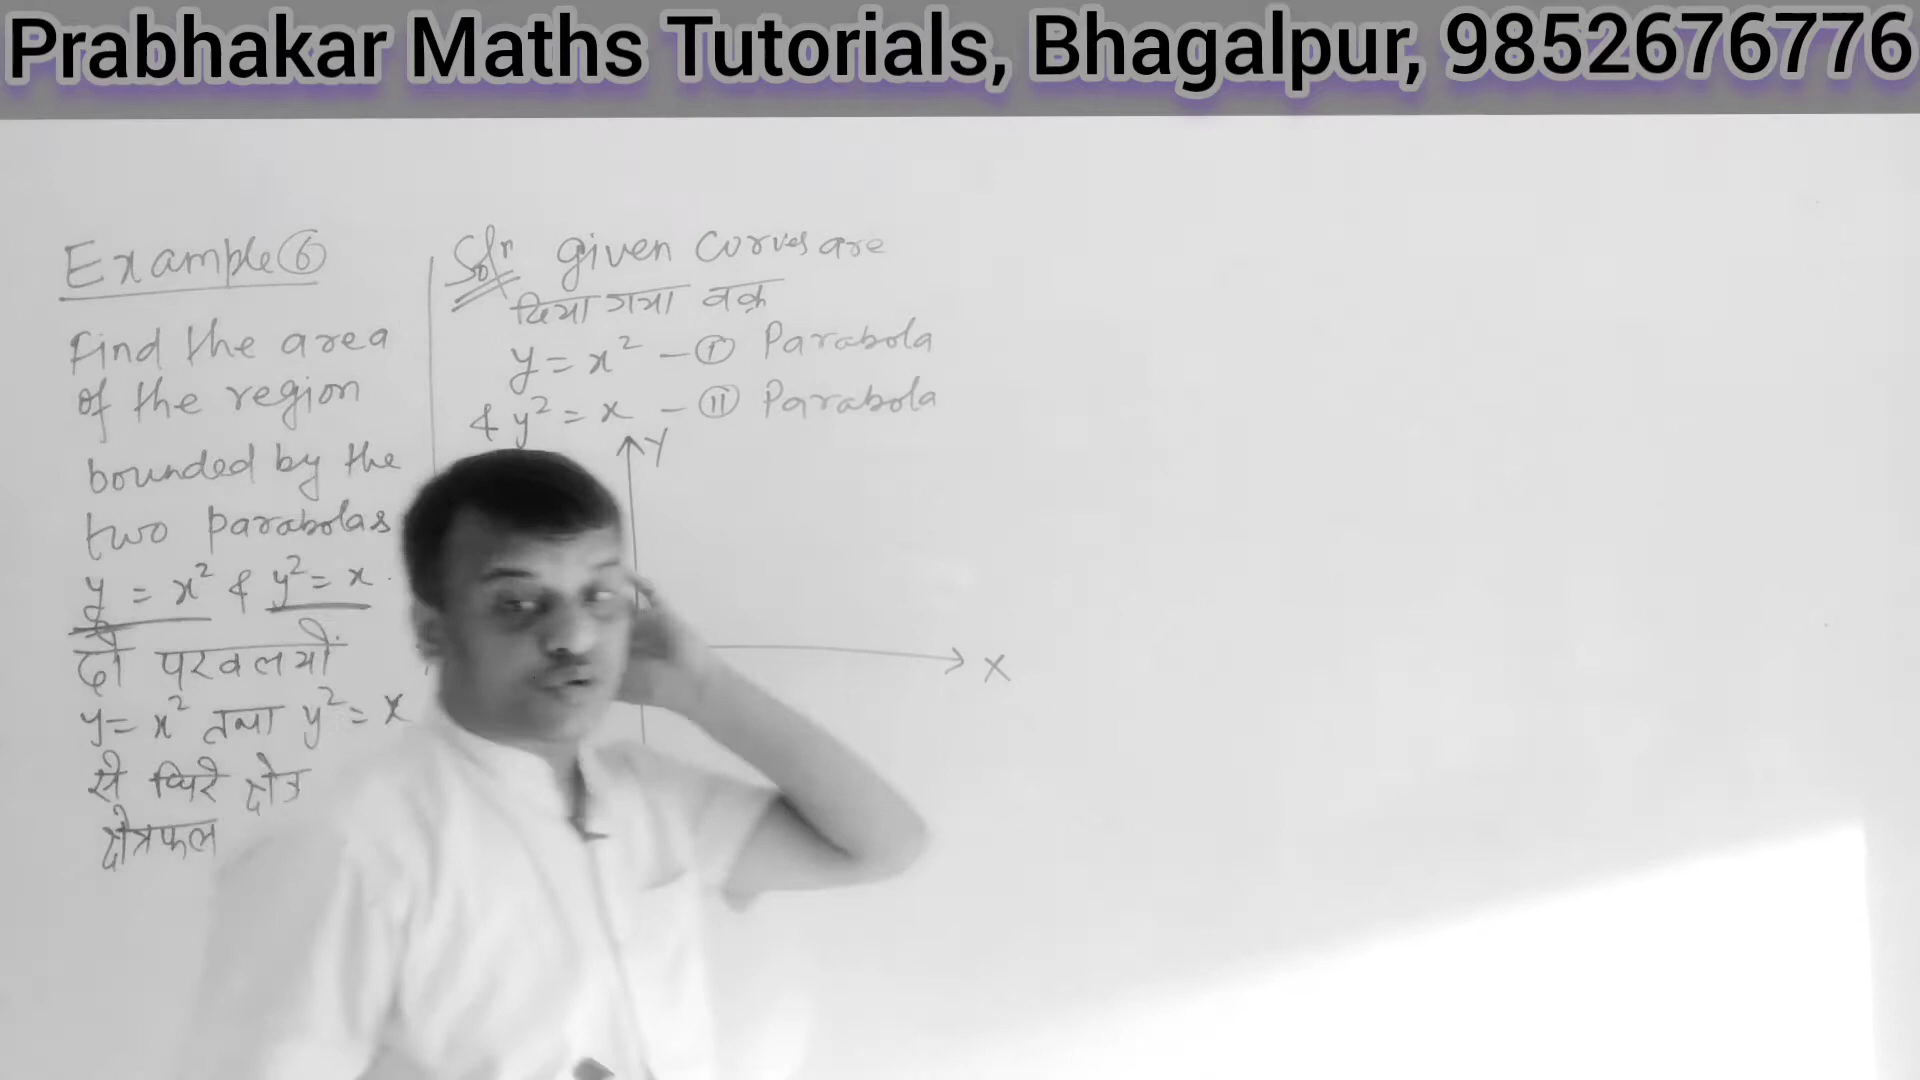 Prabhakar Maths Tutorials, Bhagalpur, 9852676776
Example 6
Find the area
of the region
bounded by the
two parabolas
y = x² & y² = x
दो परवलयों
y = x² तथा y² = x
से घिरे क्षेत्र
क्षेत्रफल
Solⁿ given curves are
दिया गया वक्र
y = x² – I Parabola
& y² = x – II Parabola
Y
X